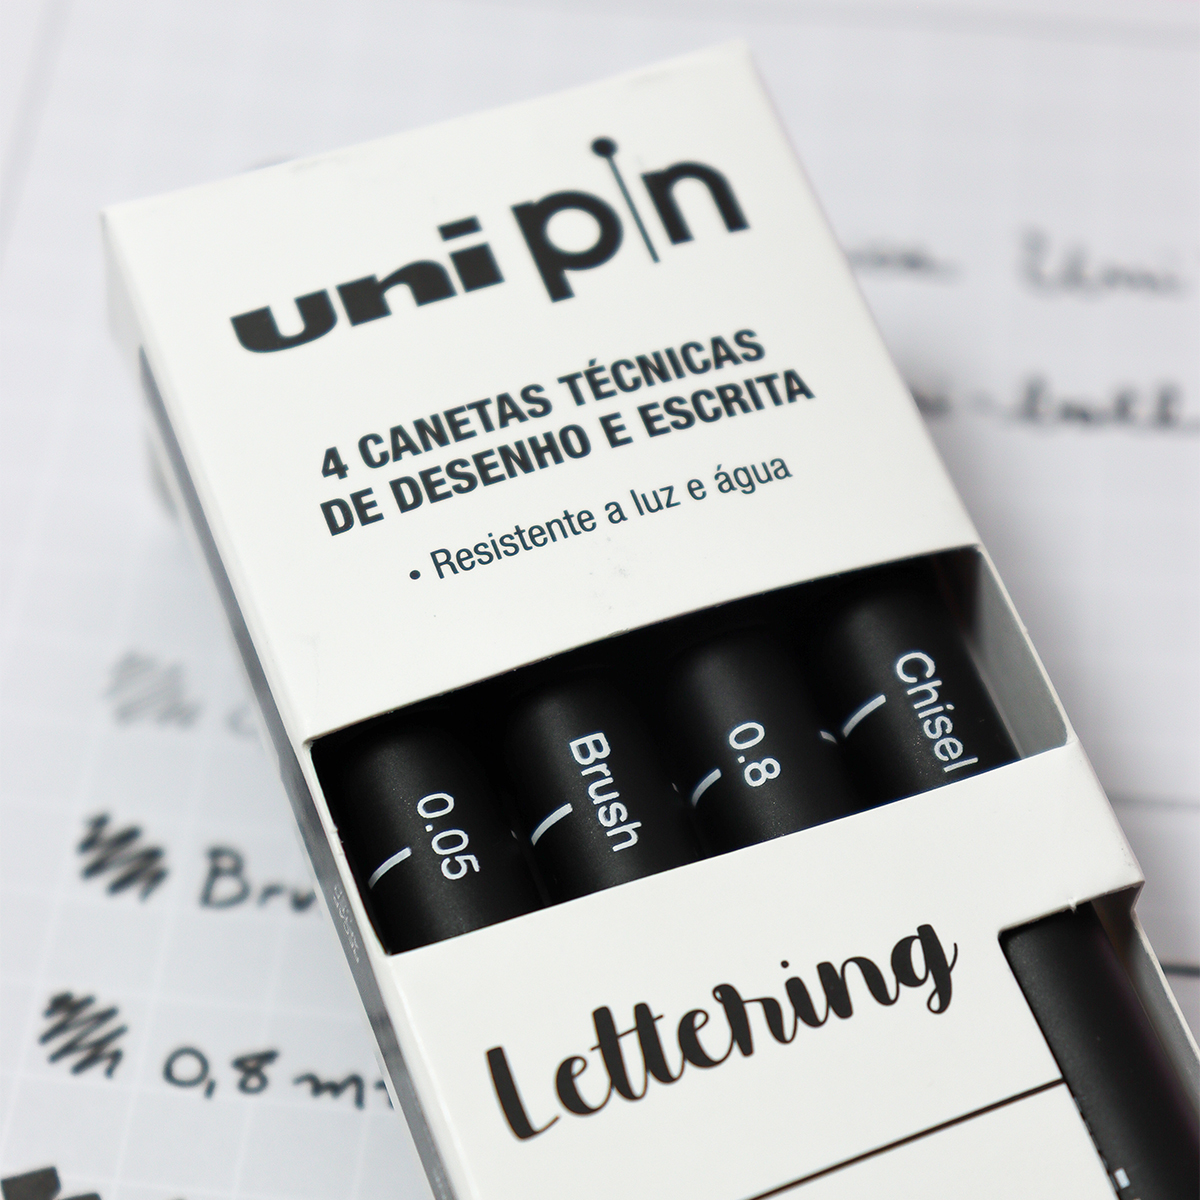 uni pin
4 CANETAS TÉCNICAS
DE DESENHO E ESCRITA
• Resistente a luz e água
0.05
Brush
0.8
Chisel
Lettering
0,8